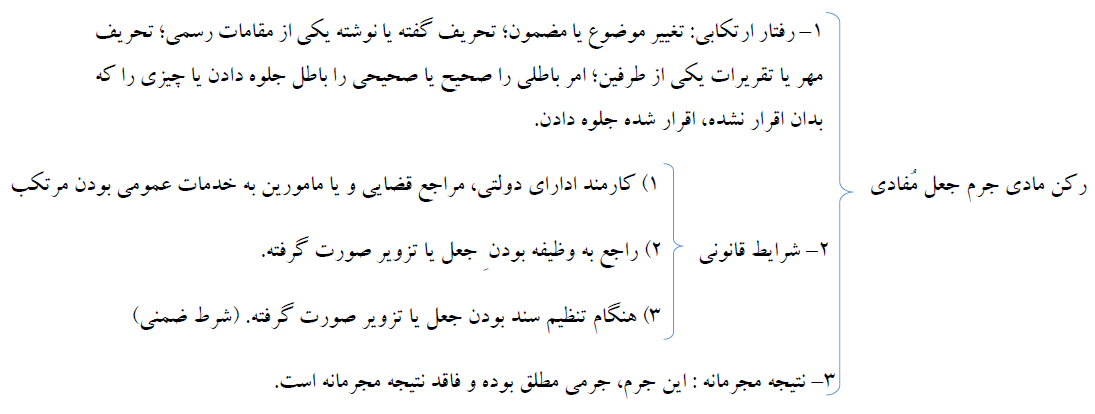 رکن مادی جرم جعل مُفادی
۱– رفتار ارتکابی: تغییر موضوع یا مضمون؛ تحریف گفته یا نوشته یکی از مقامات رسمی؛ تحریف
مهر یا تقریرات یکی از طرفین؛ امر باطلی را صحیح یا صحیحی را باطل جلوه دادن یا چیزی را که
بدان اقرار نشده، اقرار شده جلوه دادن.
۲– شرایط قانونی
۱) کارمند ادارای دولتی، مراجع قضایی و یا مامورین به خدمات عمومی بودن مرتکب
۲) راجع به وظیفه بودنِ جعل یا تزویر صورت گرفته.
۳) هنگام تنظیم سند بودن جعل یا تزویر صورت گرفته. (شرط ضمنی)
۳– نتیجه مجرمانه : این جرم، جرمی مطلق بوده و فاقد نتیجه مجرمانه است.